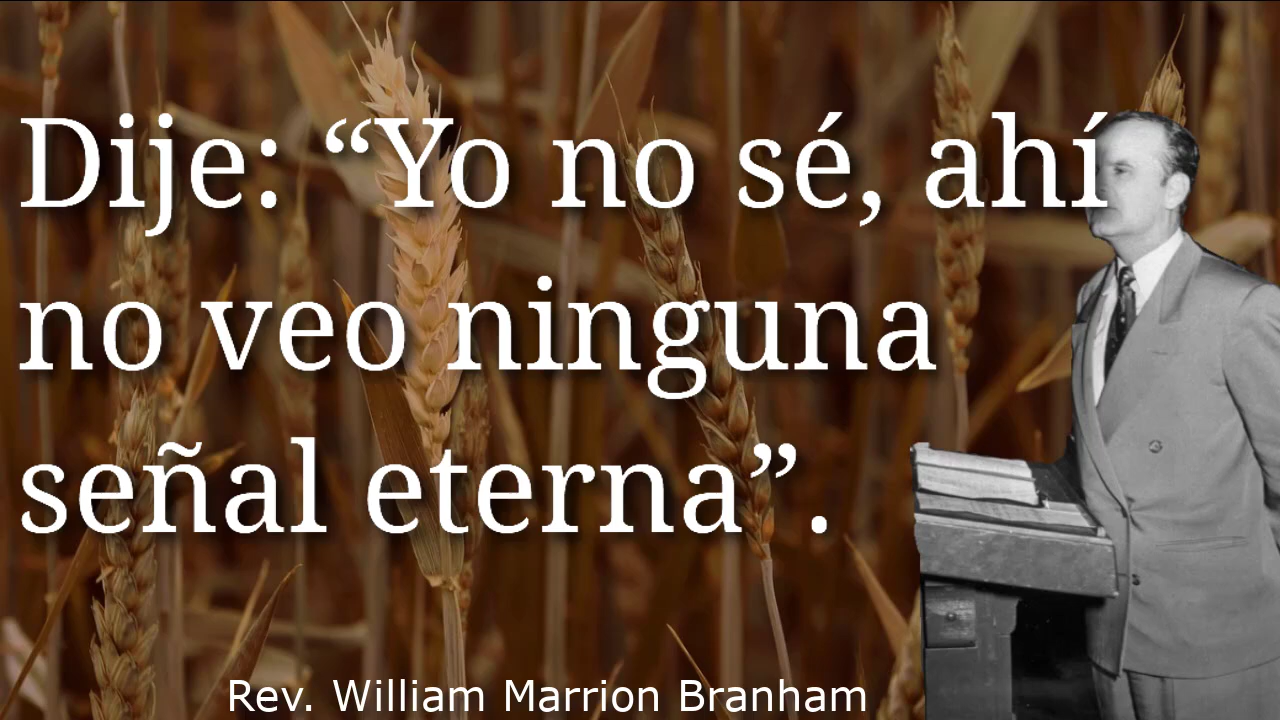 Dije: “Yo no sé, ahí
no veo ninguna
señal eterna”.
Rev. William Marrion Branham